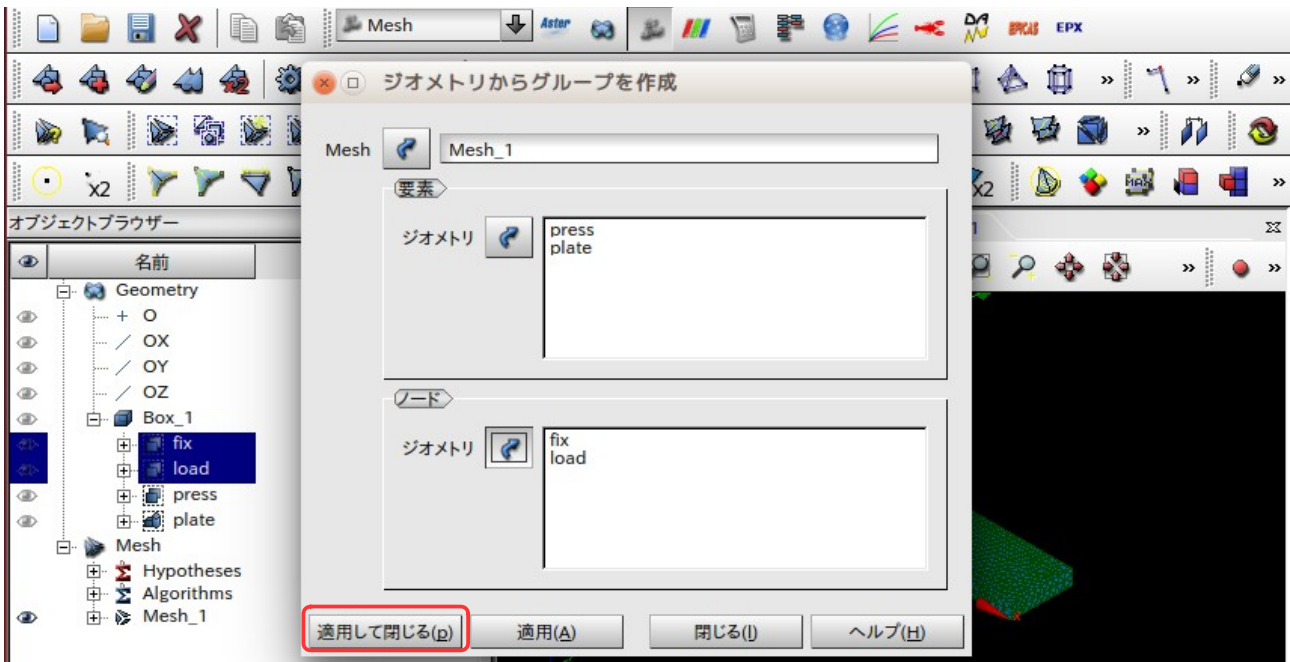 Mesh
Aster
EPX
»
»
»
»
x2
x2
MAX
»
オブジェクトブラウザー
名前
Geometry
O
OX
OY
OZ
Box_1
fix
load
press
plate
Mesh
Hypotheses
Algorithms
Mesh_1
ジオメトリからグループを作成
Mesh
Mesh_1
要素
ジオメトリ
press
plate
ノード
ジオメトリ
fix
load
適用して閉じる(p)
適用(A)
閉じる(l)
ヘルプ(H)
1
»
»